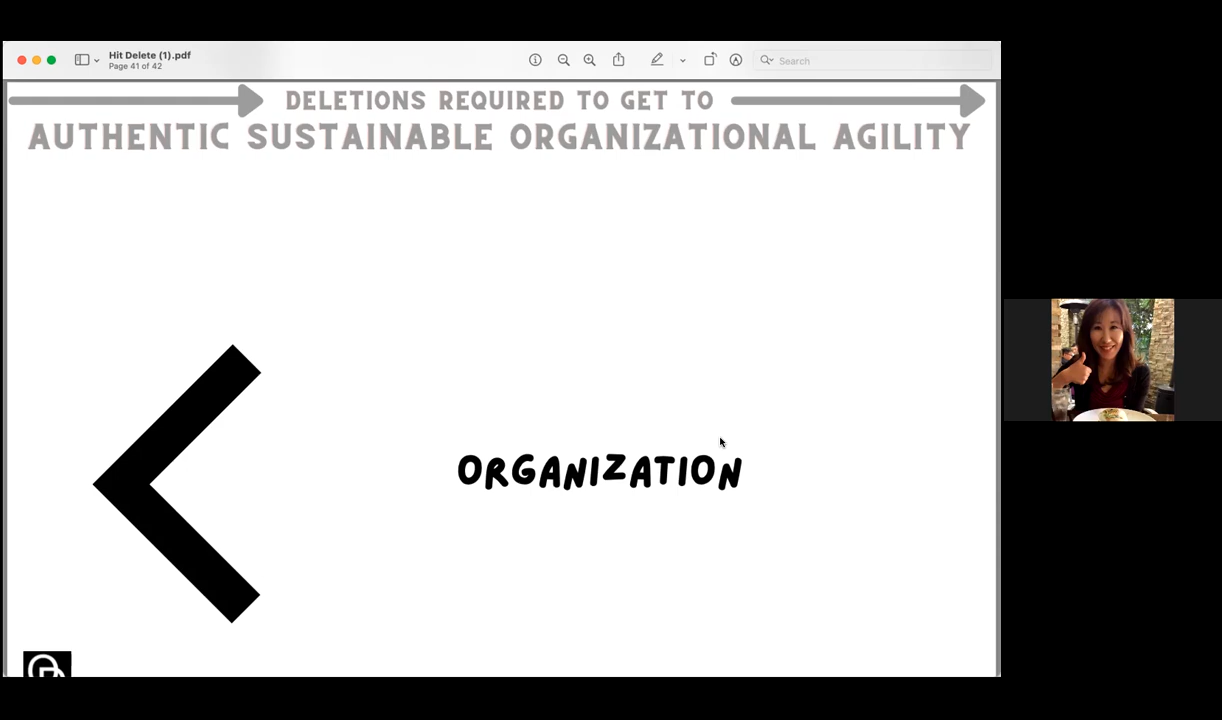 Hit Delete (1).pdf
Page 41 of 42
Search
DELETIONS REQUIRED TO GET TO
AUTHENTIC SUSTAINABLE ORGANIZATIONAL AGILITY
ORGANIZATION